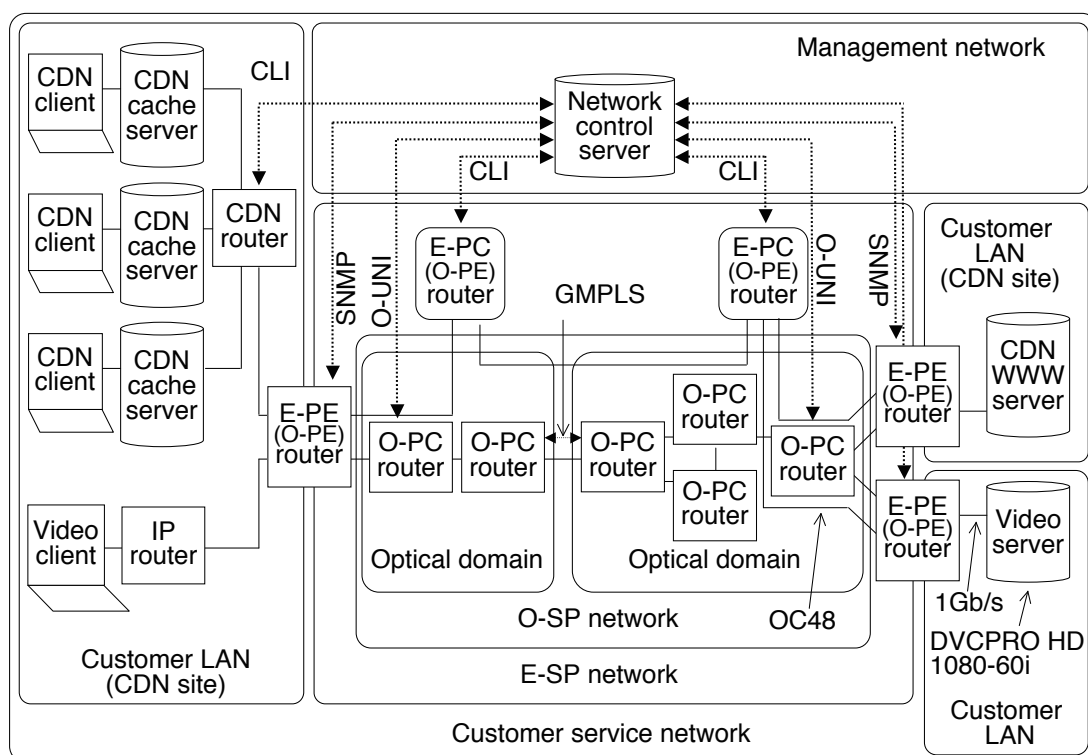 Management network
CDN
client
CDN
cache
server
CLI
Network
control
server
CDN
client
CDN
cache
server
CDN
router
CLI
CLI
E-PC
(O-PE)
router
E-PC
(O-PE)
router
SNMP
O-UNI
GMPLS
O-UNI
SNMP
Customer
LAN
(CDN site)
CDN
client
CDN
cache
server
CDN
WWW
server
E-PE
(O-PE)
router
E-PE
(O-PE)
router
O-PC
router
O-PC
router
O-PC
router
O-PC
router
O-PC
router
O-PC
router
Video
client
IP
router
E-PE
(O-PE)
router
Video
server
Optical domain
Optical domain
1Gb/s
O-SP network
OC48
DVCPRO HD
1080-60i
Customer LAN
(CDN site)
E-SP network
Customer
LAN
Customer service network